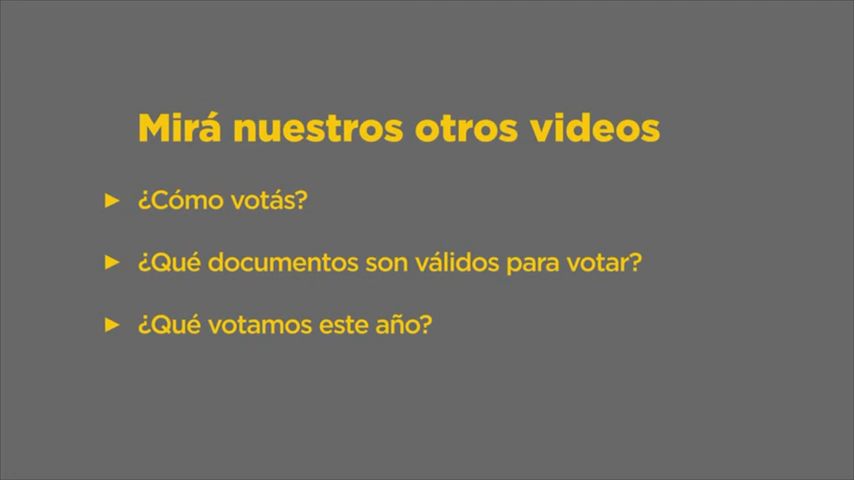 Mirá nuestros otros videos
¿Cómo votás?
¿Qué documentos son válidos para votar?
¿Qué votamos este año?